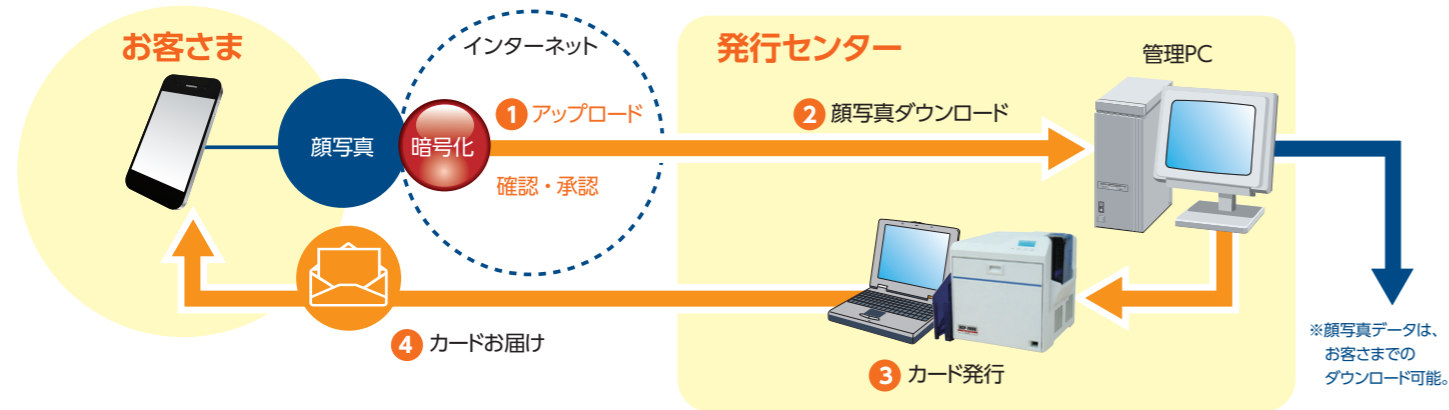 お客さま
インターネット
発行センター
管理PC
顔写真
暗号化
1 アップロード
確認・承認
2 顔写真ダウンロード
3 カード発行
4 カードお届け
※顔写真データは、
お客さまでの
ダウンロード可能。